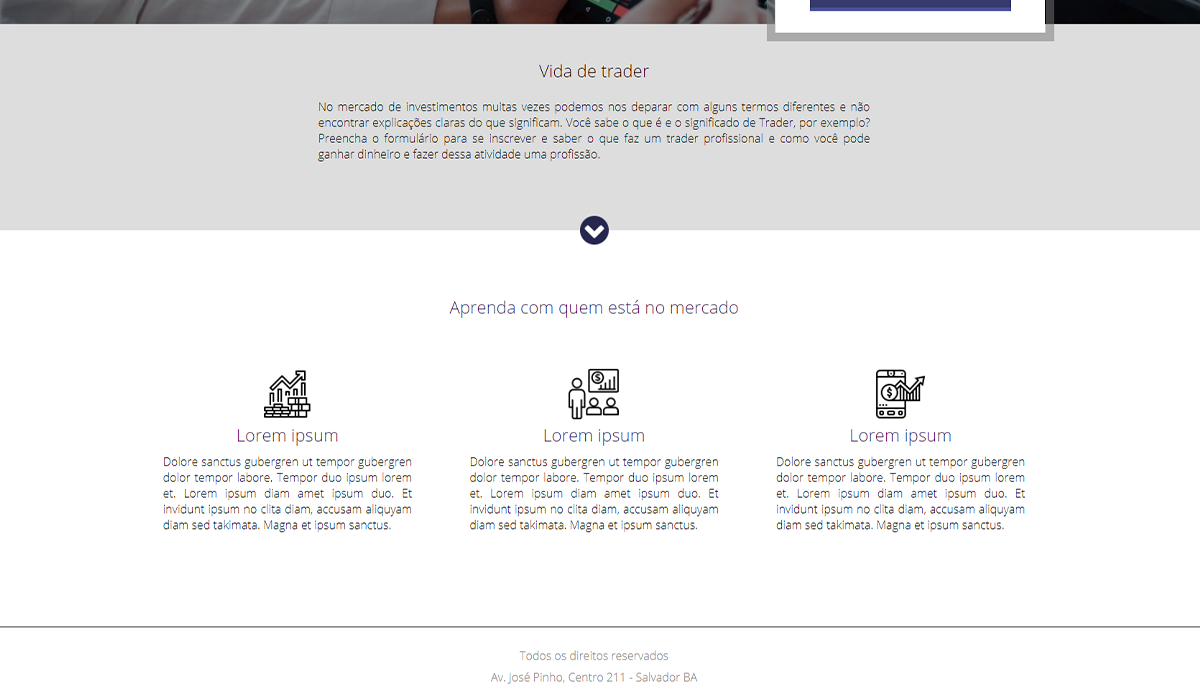 Vida de trader
No mercado de investimentos muitas vezes podemos nos deparar com alguns termos diferentes e não
encontrar explicações claras do que significam. Você sabe o que é e o significado de Trader, por exemplo?
Preencha o formulário para se inscrever e saber o que faz um trader profissional e como você pode
ganhar dinheiro e fazer dessa atividade uma profissão.
Aprenda com quem está no mercado
Lorem ipsum
Dolore sanctus gubergren ut tempor gubergren
dolor tempor labore. Tempor duo ipsum lorem
et. Lorem ipsum diam amet ipsum duo. Et
invidunt ipsum no clita diam, accusam aliquyam
diam sed takimata. Magna et ipsum sanctus.
Lorem ipsum
Dolore sanctus gubergren ut tempor gubergren
dolor tempor labore. Tempor duo ipsum lorem
et. Lorem ipsum diam amet ipsum duo. Et
invidunt ipsum no clita diam, accusam aliquyam
diam sed takimata. Magna et ipsum sanctus.
Lorem ipsum
Dolore sanctus gubergren ut tempor gubergren
dolor tempor labore. Tempor duo ipsum lorem
et. Lorem ipsum diam amet ipsum duo. Et
invidunt ipsum no clita diam, accusam aliquyam
diam sed takimata. Magna et ipsum sanctus.
Todos os direitos reservados
Av. José Pinho, Centro 211 - Salvador BA